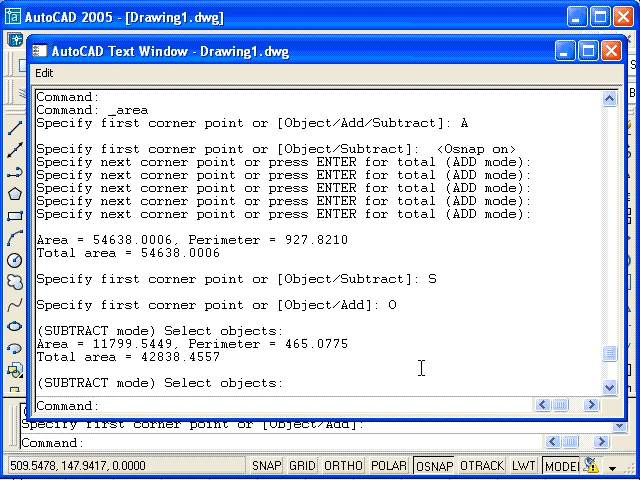 AutoCAD 2005 - [Drawing1.dwg]
AutoCAD Text Window - Drawing1.dwg
Edit
Command:
Command: _area
Specify first corner point or [Object/Add/Subtract]: A
Specify first corner point or [Object/Subtract]: <Osnap on>
Specify next corner point or press ENTER for total (ADD mode):
Specify next corner point or press ENTER for total (ADD mode):
Specify next corner point or press ENTER for total (ADD mode):
Specify next corner point or press ENTER for total (ADD mode):
Specify next corner point or press ENTER for total (ADD mode):
Area = 54638.0006, Perimeter = 927.8210
Total area = 54638.0006
Specify first corner point or [Object/Subtract]: S
Specify first corner point or [Object/Add]: O
(SUBTRACT mode) Select objects:
Area = 11799.5449, Perimeter = 465.0775
Total area = 42838.4557
(SUBTRACT mode) Select objects:
Command:
Specify first corner point or [Object/Add]:
Command:
509.5478, 147.9417, 0.0000 SNAP GRID ORTHO POLAR OSNAP OTRACK LWT MODEL